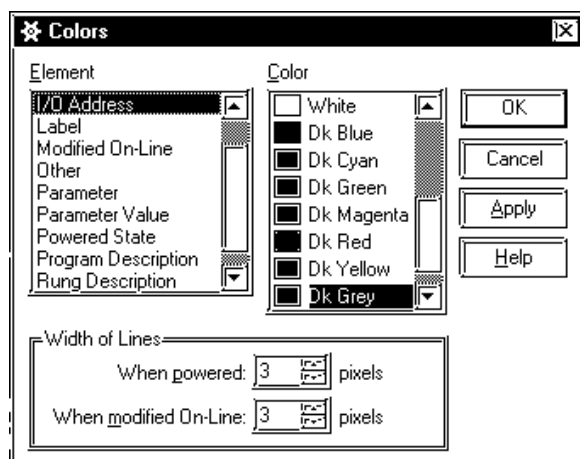 Colors
Element
I/O Address
Label
Modified On-Line
Other
Parameter
Parameter Value
Powered State
Program Description
Rung Description
Color
White
Dk Blue
Dk Cyan
Dk Green
Dk Magenta
Dk Red
Dk Yellow
Dk Grey
OK
Cancel
Apply
Help
Width of Lines
When powered: 3 pixels
When modified On-Line: 3 pixels